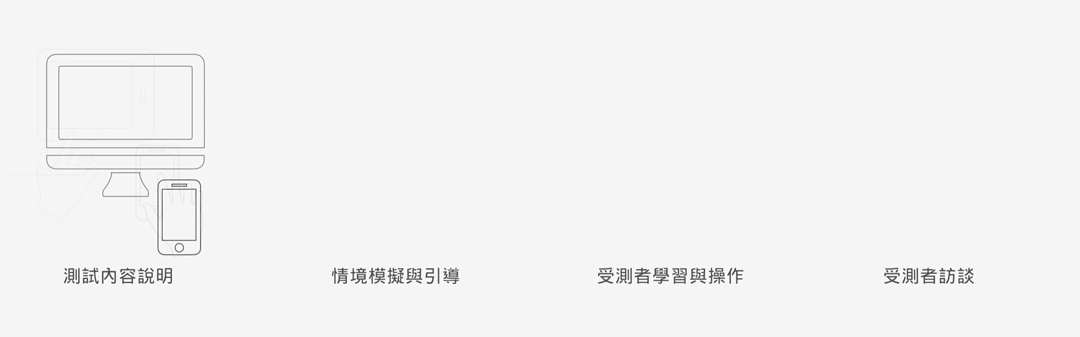 測試內容說明
情境模擬與引導
受測者學習與操作
受測者訪談